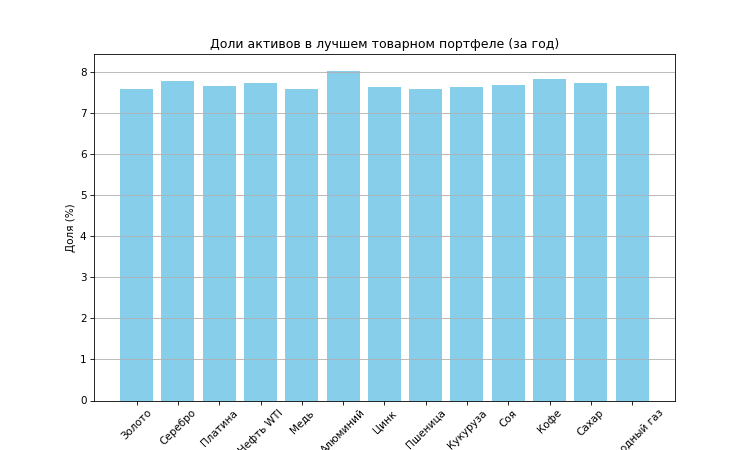 Доли активов в лучшем товарном портфеле (за год)
Доля (%)
8
7
6
5
4
3
2
1
0
Золото
Серебро
Платина
Нефть WTI
Медь
Алюминий
Цинк
Пшеница
Кукуруза
Соя
Кофе
Сахар
газ